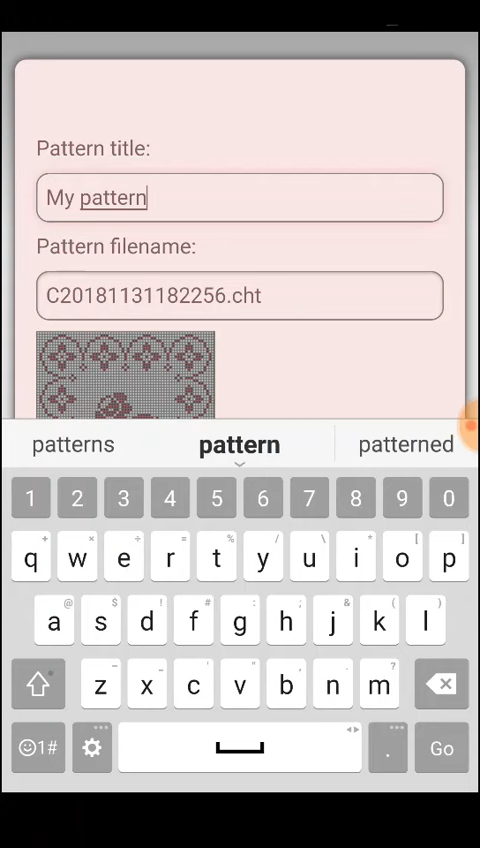 Pattern title:
My pattern
Pattern filename:
C20181131182256.cht
patterns pattern patterned
1 2 3 4 5 6 7 8 9 0
+ × ÷ = % / \ * [ ]
q w e r t y u i o p
@ $ ! # : ; & ( )
a s d f g h j k l
- _ ' " , . ?
z x c v b n m
1# . Go